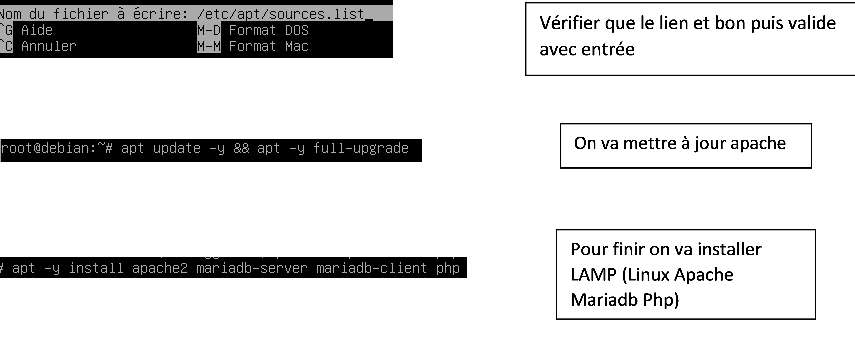 Nom du fichier à écrire: /etc/apt/sources.list
^G Aide M-D Format DOS
^C Annuler M-M Format Mac
Vérifier que le lien et bon puis valide
avec entrée
root@debian:~# apt update -y && apt -y full-upgrade
On va mettre à jour apache
# apt -y install apache2 mariadb-server mariadb-client php
Pour finir on va installer
LAMP (Linux Apache
Mariadb Php)